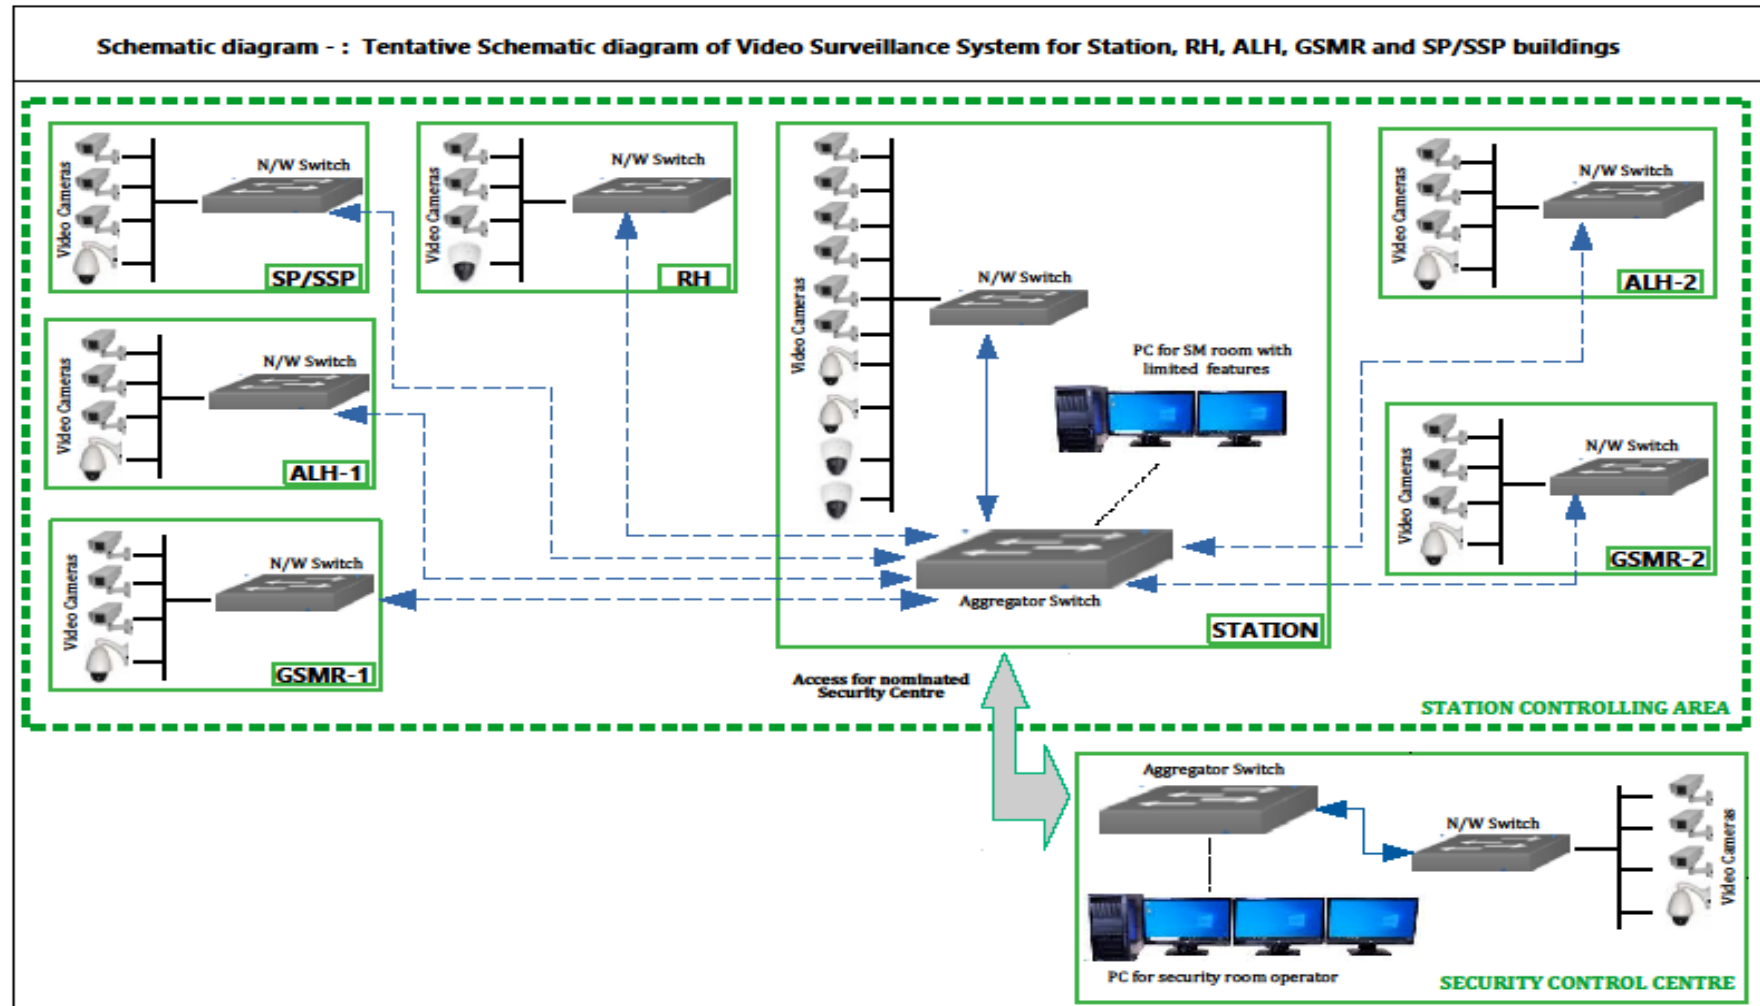 Schematic diagram - : Tentative Schematic diagram of Video Surveillance System for Station, RH, ALH, GSMR and SP/SSP buildings
Video Cameras
N/W Switch
SP/SSP
Video Cameras
N/W Switch
RH
Video Cameras
N/W Switch
PC for SM room with
limited features
Aggregator Switch
STATION
Video Cameras
N/W Switch
ALH-2
Video Cameras
N/W Switch
ALH-1
Video Cameras
N/W Switch
GSMR-2
Video Cameras
N/W Switch
GSMR-1
Access for nominated
Security Centre
STATION CONTROLLING AREA
Aggregator Switch
N/W Switch
Video Cameras
PC for security room operator
SECURITY CONTROL CENTRE